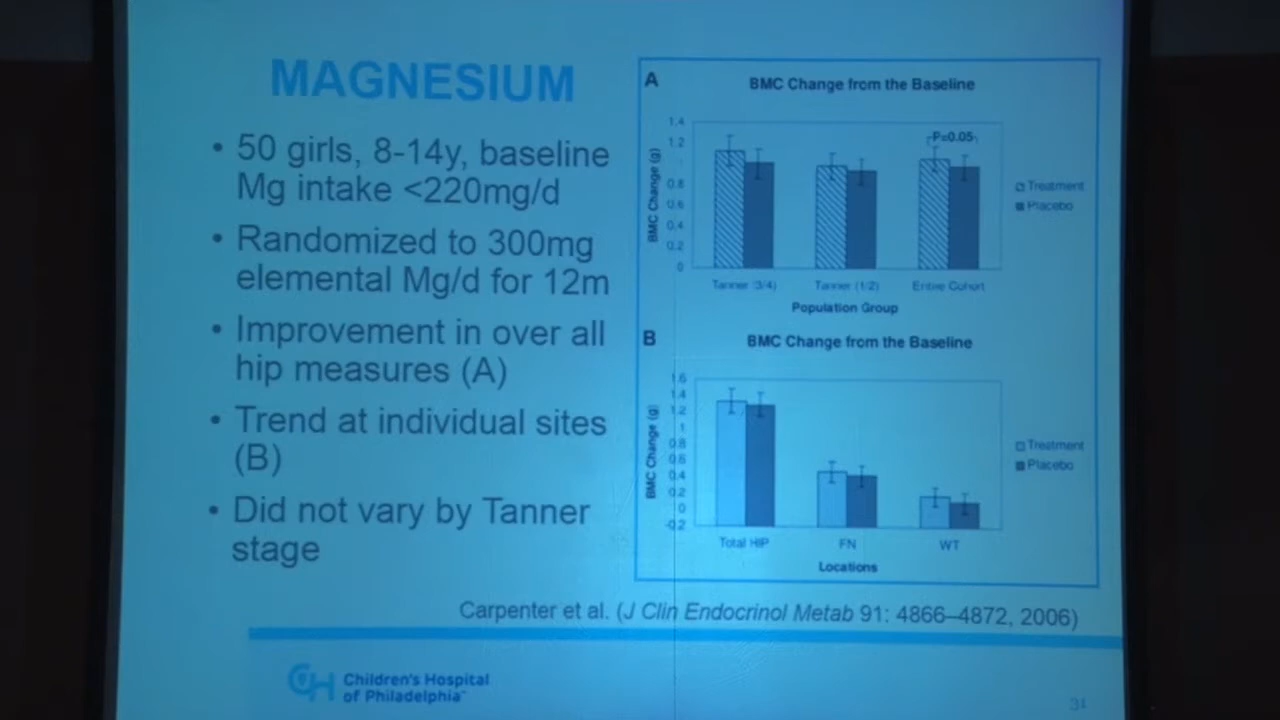 MAGNESIUM
• 50 girls, 8-14y, baseline
Mg intake <220mg/d
• Randomized to 300mg
elemental Mg/d for 12m
• Improvement in over all
hip measures (A)
• Trend at individual sites
(B)
• Did not vary by Tanner
stage
A
BMC Change from the Baseline
BMC Change (g)
1.4
1.2
1
0.8
0.6
0.4
0.2
0
P=0.05
Treatment
Placebo
Tanner (3/4)
Tanner (1/2)
Entire Cohort
Population Group
B
BMC Change from the Baseline
BMC Change (g)
1.6
1.4
1.2
1
0.8
0.6
0.4
0.2
0
-0.2
Treatment
Placebo
Total HIP
FN
WT
Locations
Carpenter et al. (J Clin Endocrinol Metab 91: 4866–4872, 2006)
CH
Children's Hospital
of Philadelphia™
31